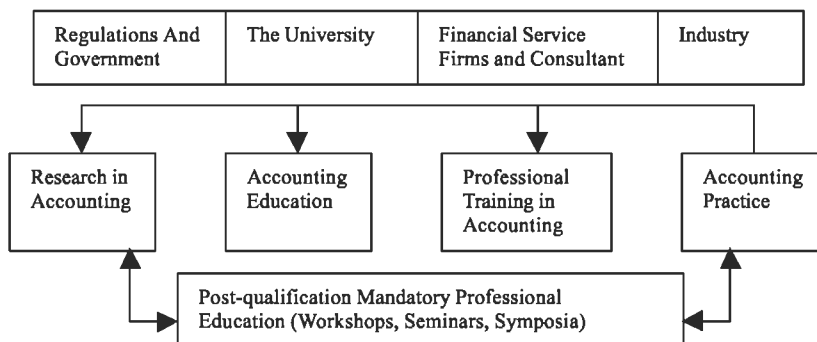 Regulations And
Government
The University
Financial Service
Firms and Consultant
Industry
Research in
Accounting
Accounting
Education
Professional
Training in
Accounting
Accounting
Practice
Post-qualification Mandatory Professional
Education (Workshops, Seminars, Symposia)